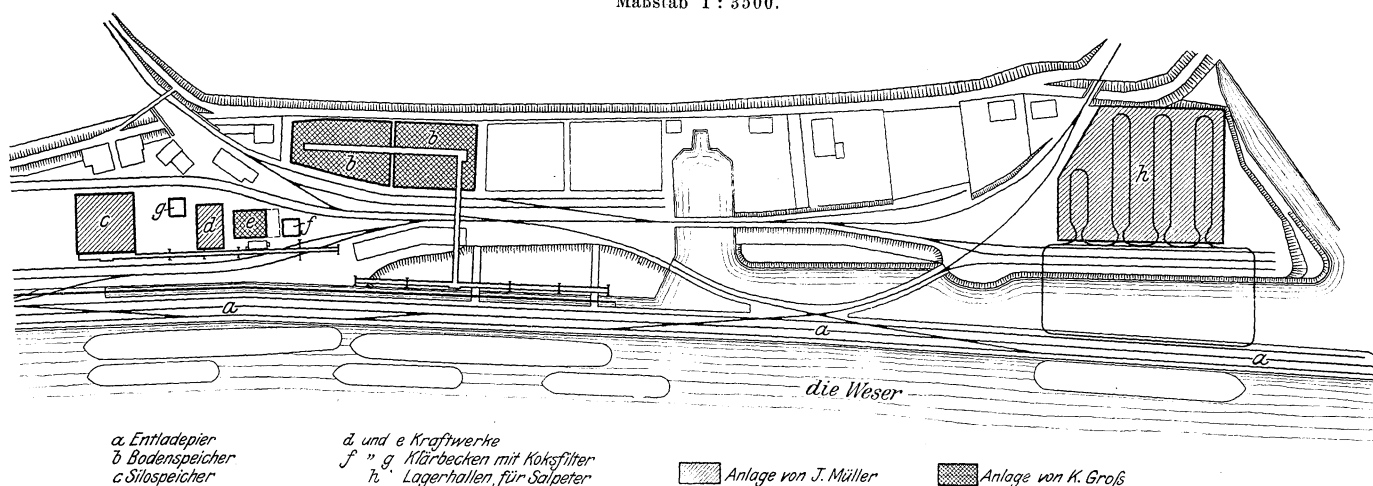 Maßstab 1 : 3500.
b
b
h
c
g
d
e
f
a
a
a
die Weser
a Entladepier
b Bodenspeicher
c Silospeicher
d und e Kraftwerke
f „ g Klärbecken mit Koksfilter
h Lagerhallen für Salpeter
Anlage von J. Müller
Anlage von K. Groß